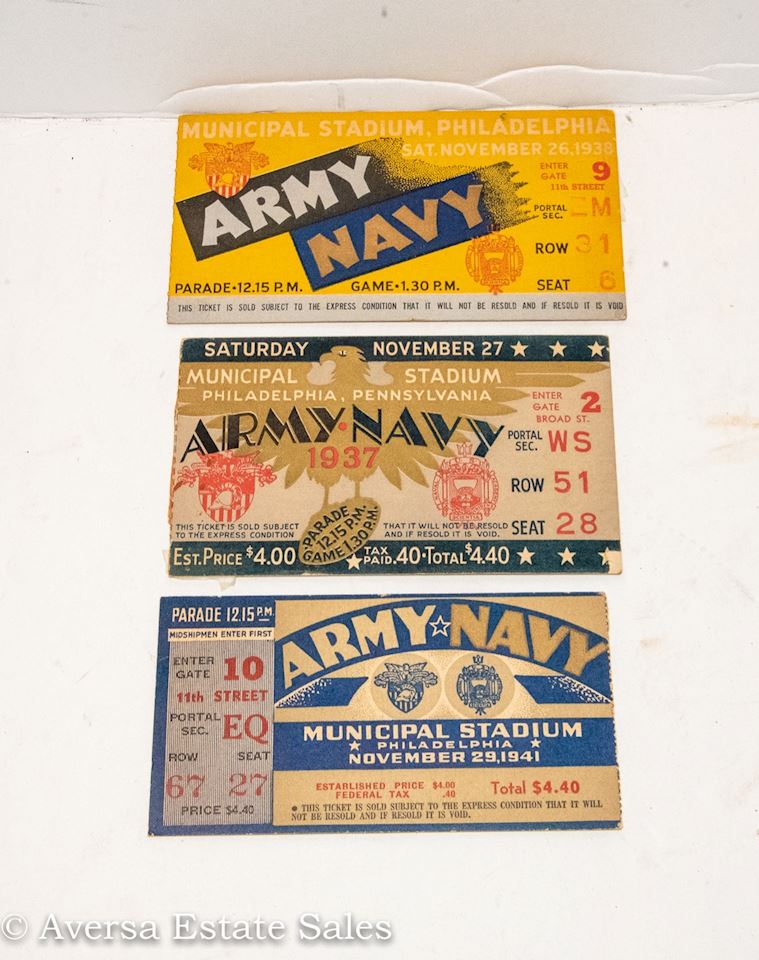 MUNICIPAL STADIUM, PHILADELPHIA
SAT. NOVEMBER 26, 1938
ARMY
NAVY
ENTER
GATE 9
11th STREET
PORTAL
SEC. EM
ROW 31
SEAT 6
PARADE • 12.15 P.M. GAME • 1.30 P.M.
THIS TICKET IS SOLD SUBJECT TO THE EXPRESS CONDITION THAT IT WILL NOT BE RESOLD AND IF RESOLD IT IS VOID
SATURDAY NOVEMBER 27 ★ ★ ★
MUNICIPAL STADIUM
PHILADELPHIA, PENNSYLVANIA
ARMY • NAVY
1937
ENTER
GATE 2
BROAD ST.
PORTAL
SEC. WS
ROW 51
SEAT 28
THIS TICKET IS SOLD SUBJECT
TO THE EXPRESS CONDITION
PARADE
12.15 P.M.
GAME 1.30 P.M.
THAT IT WILL NOT BE RESOLD
AND IF RESOLD IT IS VOID.
EST. PRICE $4.00 ★ TAX PAID .40 • TOTAL $4.40 ★ ★ ★
PARADE 12.15 P.M.
MIDSHIPMEN ENTER FIRST
ENTER
GATE 10
11th STREET
PORTAL
SEC. EQ
ROW SEAT
67 27
PRICE $4.40
ARMY ☆ NAVY
MUNICIPAL STADIUM
★ PHILADELPHIA ★
NOVEMBER 29, 1941
ESTABLISHED PRICE $4.00
FEDERAL TAX .40
Total $4.40
• THIS TICKET IS SOLD SUBJECT TO THE EXPRESS CONDITION THAT IT WILL
NOT BE RESOLD AND IF RESOLD IT IS VOID.
© Aversa Estate Sales